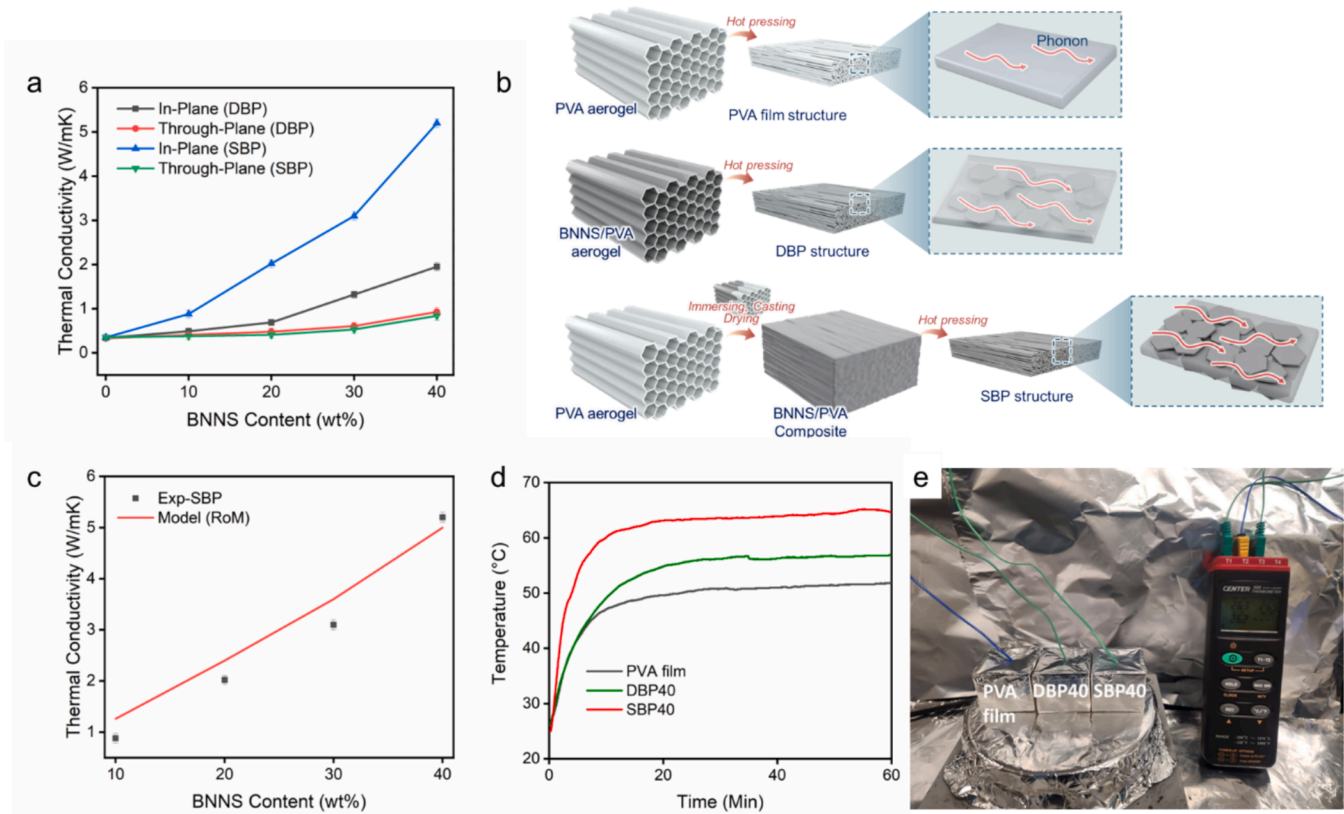 a
Thermal Conductivity (W/mK)
6
5
4
3
2
1
0
In-Plane (DBP)
Through-Plane (DBP)
In-Plane (SBP)
Through-Plane (SBP)
0 10 20 30 40
BNNS Content (wt%)
b
Hot pressing
Phonon
PVA aerogel
PVA film structure
Hot pressing
BNNS/PVA
aerogel
DBP structure
Immersing, Casting
Drying
Hot pressing
PVA aerogel
BNNS/PVA
Composite
SBP structure
c
Thermal Conductivity (W/mK)
6
5
4
3
2
1
Exp-SBP
Model (RoM)
10 20 30 40
BNNS Content (wt%)
d
Temperature (°C)
70
60
50
40
30
20
PVA film
DBP40
SBP40
0 20 40 60
Time (Min)
e
T1 T2 T3 T4
CENTER
PVA
film
DBP40
SBP40
HOLD